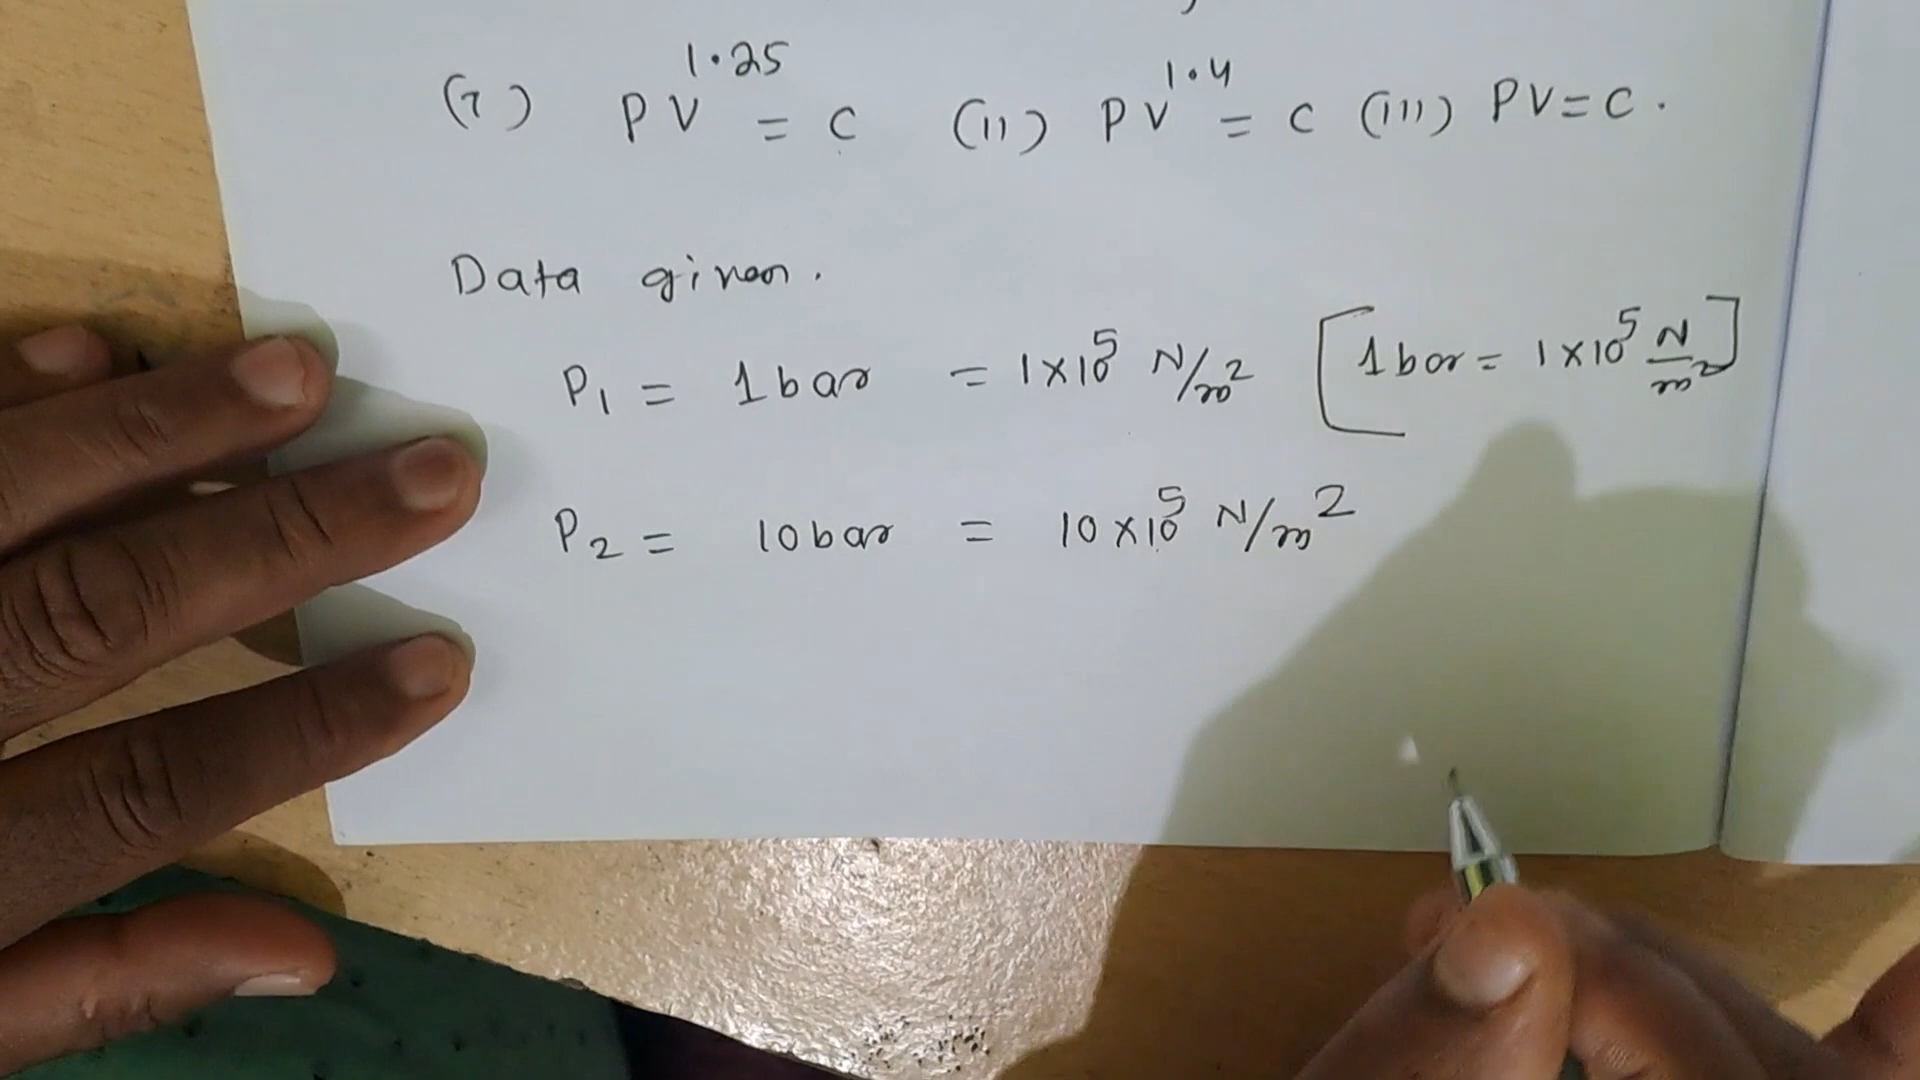 (i) PV^1.25 = C (ii) PV^1.4 = C (iii) PV = C.
Data given.
P1 = 1 bar = 1×10^5 N/m^2 [1 bar = 1×10^5 N/m^2]
P2 = 10 bar = 10×10^5 N/m^2